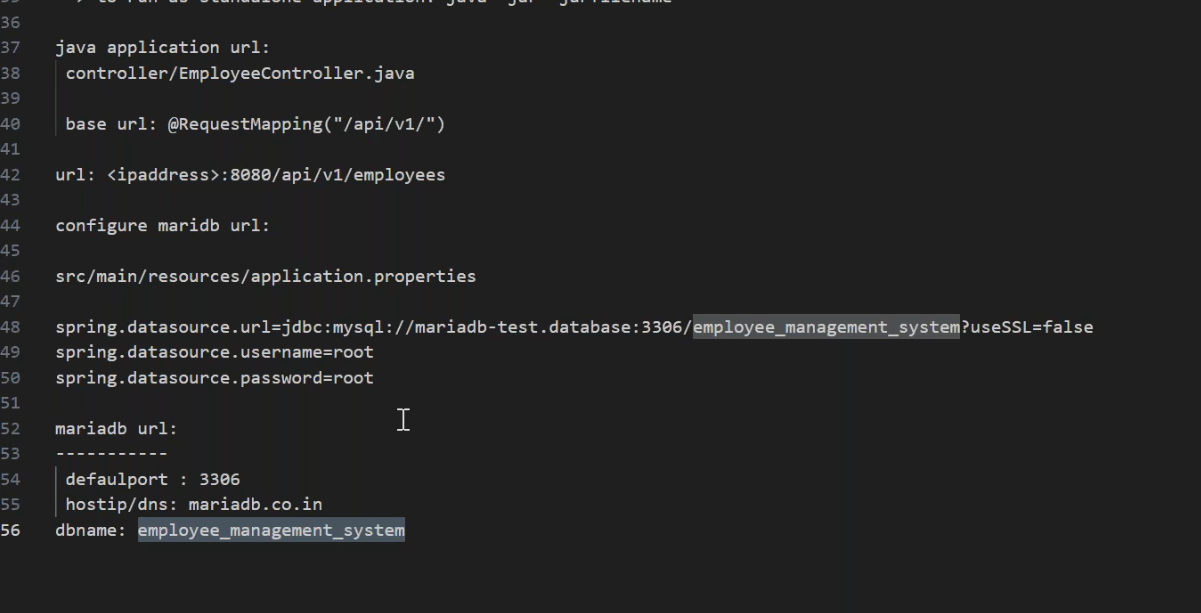 36
37 java application url:
38 controller/EmployeeController.java
39
40 base url: @RequestMapping("/api/v1/")
41
42 url: <ipaddress>:8080/api/v1/employees
43
44 configure maridb url:
45
46 src/main/resources/application.properties
47
48 spring.datasource.url=jdbc:mysql://mariadb-test.database:3306/employee_management_system?useSSL=false
49 spring.datasource.username=root
50 spring.datasource.password=root
51
52 mariadb url:
53 -----------
54 defaulport : 3306
55 hostip/dns: mariadb.co.in
56 dbname: employee_management_system